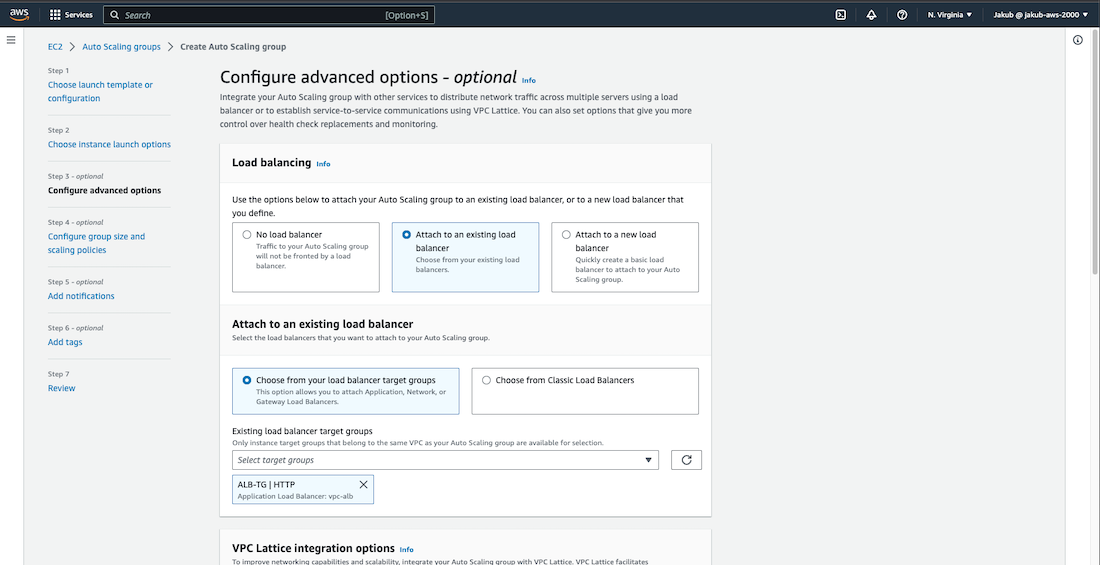 aws
Services
Search
[Option+S]
N. Virginia
Jakub @ jakub-aws-2000
EC2
Auto Scaling groups
Create Auto Scaling group
Step 1
Choose launch template or
configuration
Step 2
Choose instance launch options
Step 3 - optional
Configure advanced options
Step 4 - optional
Configure group size and
scaling policies
Step 5 - optional
Add notifications
Step 6 - optional
Add tags
Step 7
Review
Configure advanced options - optional Info
Integrate your Auto Scaling group with other services to distribute network traffic across multiple servers using a load
balancer or to establish service-to-service communications using VPC Lattice. You can also set options that give you more
control over health check replacements and monitoring.
Load balancing Info
Use the options below to attach your Auto Scaling group to an existing load balancer, or to a new load balancer that
you define.
No load balancer
Traffic to your Auto Scaling group
will not be fronted by a load
balancer.
Attach to an existing load
balancer
Choose from your existing load
balancers.
Attach to a new load
balancer
Quickly create a basic load
balancer to attach to your Auto
Scaling group.
Attach to an existing load balancer
Select the load balancers that you want to attach to your Auto Scaling group.
Choose from your load balancer target groups
This option allows you to attach Application, Network, or
Gateway Load Balancers.
Choose from Classic Load Balancers
Existing load balancer target groups
Only instance target groups that belong to the same VPC as your Auto Scaling group are available for selection.
Select target groups
ALB-TG | HTTP
Application Load Balancer: vpc-alb
VPC Lattice integration options Info
To improve networking capabilities and scalability, integrate your Auto Scaling group with VPC Lattice. VPC Lattice facilitates